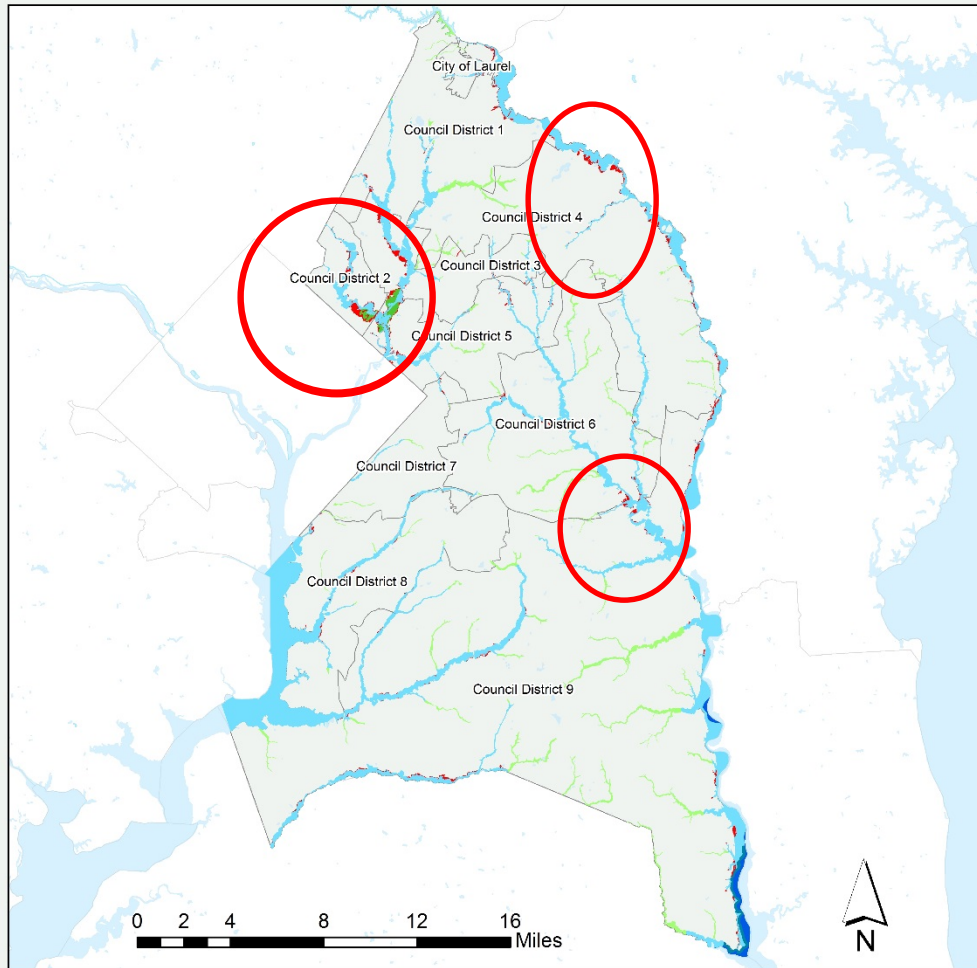 City of Laurel
Council District 1
Council District 4
Council District 3
Council District 2
Council District 5
Council District 6
Council District 7
Council District 8
Council District 9
0 2 4 8 12 16
Miles
N